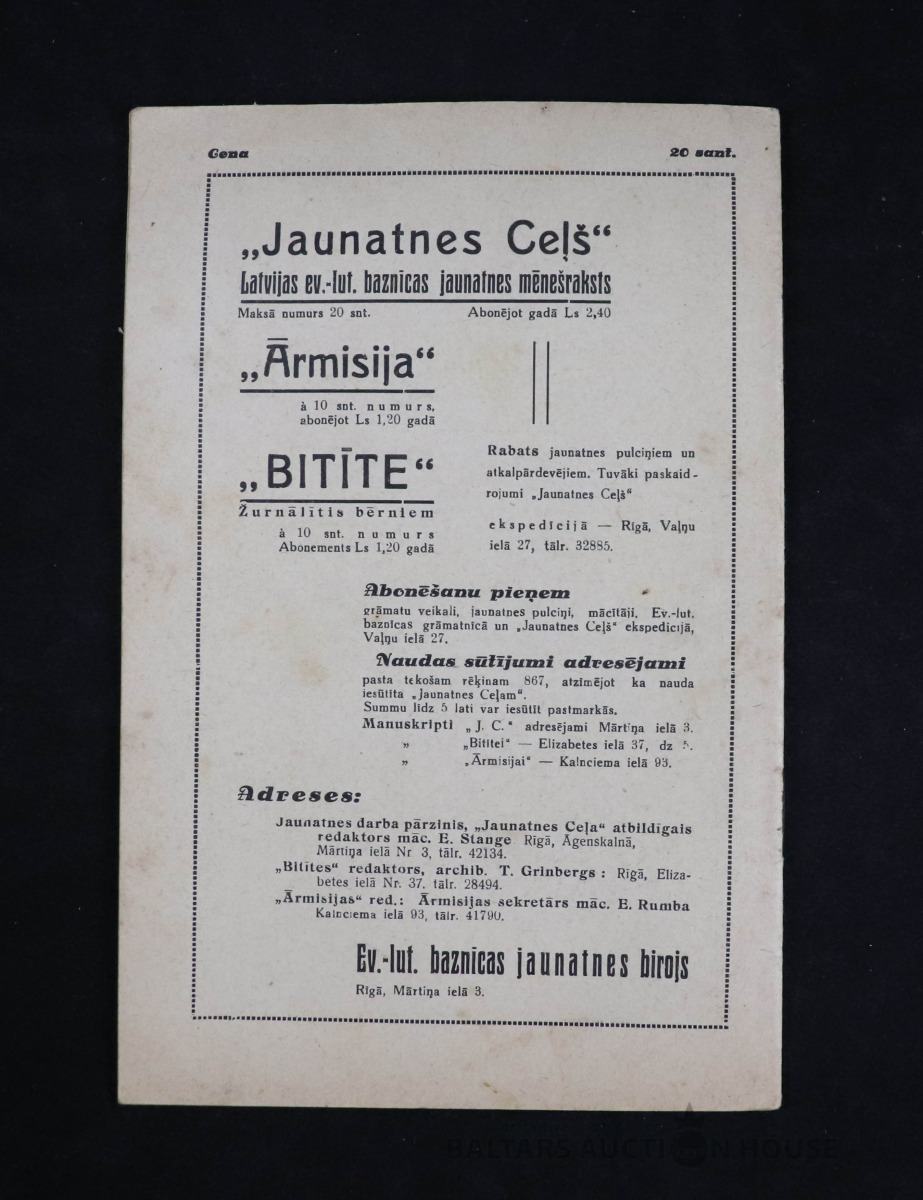 Cena 20 sant.
„Jaunatnes Ceļš“
Latvijas ev.-lut. baznīcas jaunatnes mēnešraksts
Maksā numurs 20 snt. Abonējot gadā Ls 2,40
„Ārmisija“
à 10 snt. numurs,
abonējot Ls 1,20 gadā
„BITĪTE“
Žurnālītis bērniem
à 10 snt. numurs
Abonements Ls 1,20 gadā
Rabats jaunatnes pulciņiem un
atkalpārdevējiem. Tuvāki paskaid-
rojumi „Jaunatnes Ceļš“
ekspedīcijā — Rīgā, Vaļņu
ielā 27, tālr. 32885.
Abonēšanu pieņem
grāmatu veikali, jaunatnes pulciņi, mācītāji. Ev.-lut.
baznīcas grāmatnīcā un „Jaunatnes Ceļš“ ekspedīcijā,
Vaļņu ielā 27.
Naudas sūtījumi adresējami
pasta tekošam rēķinam 867, atzīmējot ka nauda
iesūtīta „Jaunatnes Ceļam“.
Summu līdz 5 lati var iesūtīt pastmarkās.
Manuskripti „J. C.“ adresējami Mārtiņa ielā 3.
„ „Bitītei“ — Elizabetes ielā 37, dz 5.
„ „Ārmisijai“ — Kalnciema ielā 93.
Adreses:
Jaunatnes darba pārzinis, „Jaunatnes Ceļa“ atbildīgais
redaktors māc. E. Stange Rīgā, Āgenskalnā,
Mārtiņa ielā Nr 3, tālr. 42134.
„Bitītes“ redaktors, archib. T. Grinbergs: Rīgā, Eliza-
betes ielā Nr. 37. tālr. 28494.
„Ārmisijas“ red.: Ārmisijas sekretārs māc. E. Rumba
Kalnciema ielā 93, tālr. 41790.
Ev.-lut. baznīcas jaunatnes birojs
Rīgā, Mārtiņa ielā 3.
BALTARS AUCTION HOUSE